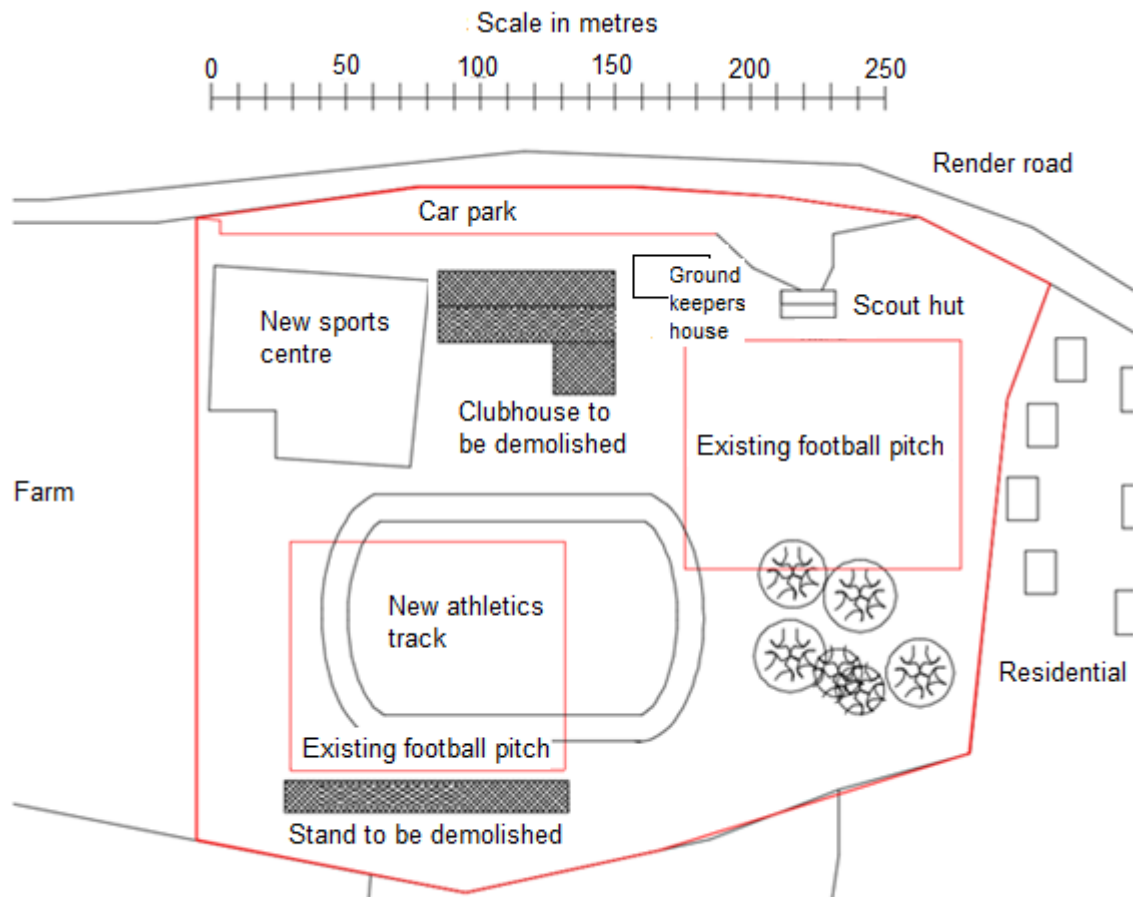 Scale in metres
0 50 100 150 200 250
Render road
Car park
Ground
keepers
house
Scout hut
New sports
centre
Clubhouse to
be demolished
Existing football pitch
Farm
New athletics
track
Residential
Existing football pitch
Stand to be demolished